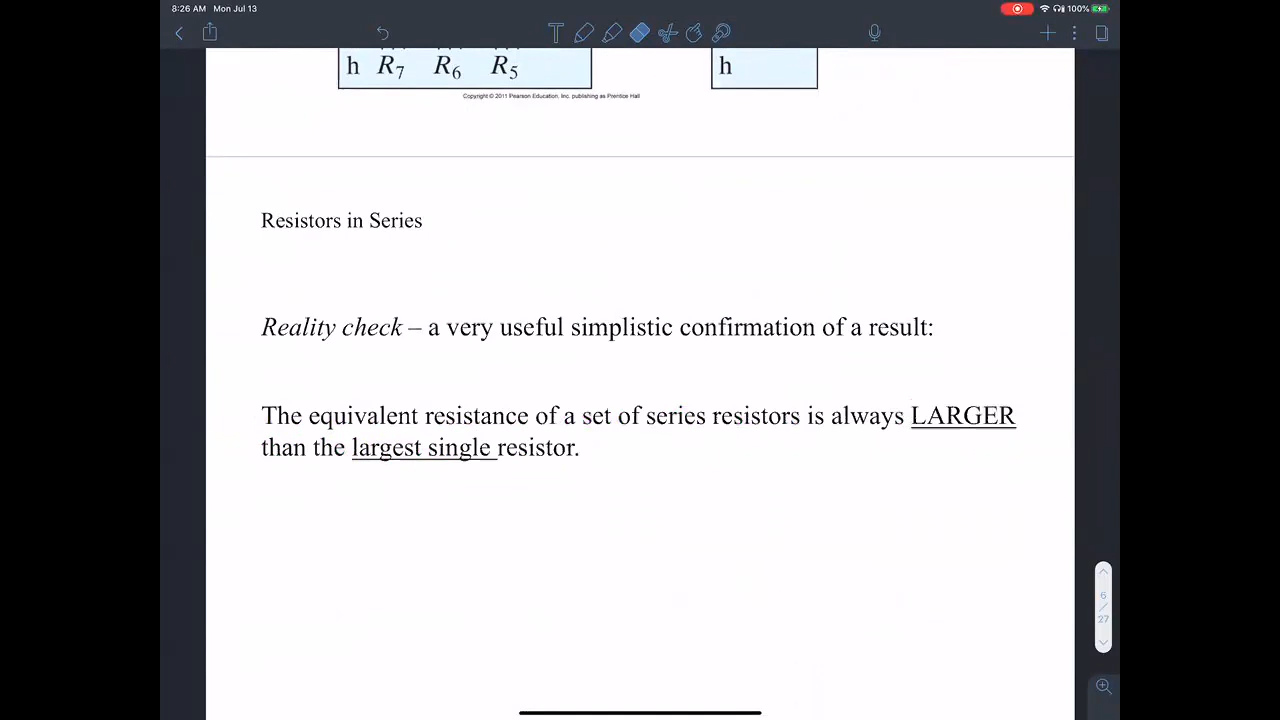 8:26 AM Mon Jul 13
100%
h R₇ R₆ R₅
h
Copyright © 2011 Pearson Education, Inc. publishing as Prentice Hall
Resistors in Series
Reality check – a very useful simplistic confirmation of a result:
The equivalent resistance of a set of series resistors is always LARGER
than the largest single resistor.
6
/
27